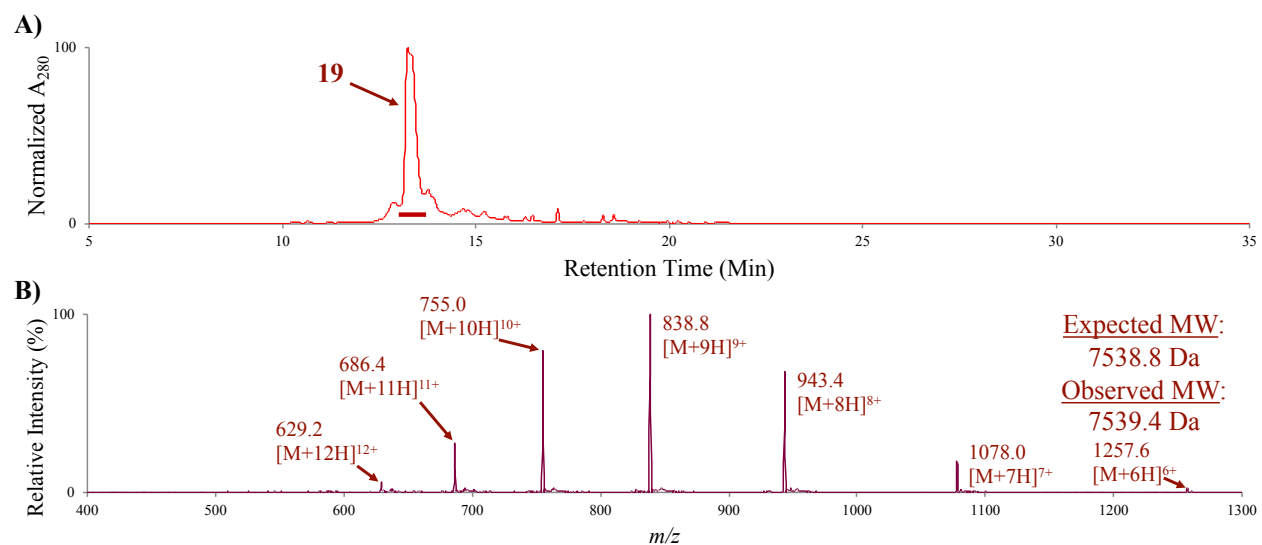 A)
Normalized A280
100
0
19
5 10 15 20 25 30 35
Retention Time (Min)
B)
Relative Intensity (%)
100
0
629.2
[M+12H]12+
686.4
[M+11H]11+
755.0
[M+10H]10+
838.8
[M+9H]9+
943.4
[M+8H]8+
1078.0
[M+7H]7+
Expected MW:
7538.8 Da
Observed MW:
7539.4 Da
1257.6
[M+6H]6+
400 500 600 700 800 900 1000 1100 1200 1300
m/z